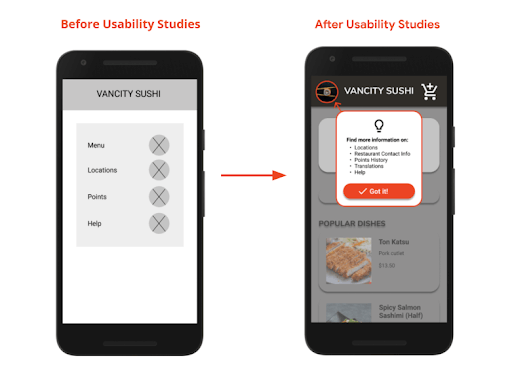 Before Usability Studies
After Usability Studies
VANCITY SUSHI
Menu
Locations
Points
Help
VANCITY SUSHI
Find more information on:
• Locations
• Restaurant Contact Info
• Points History
• Translations
• Help
Got it!
POPULAR DISHES
Ton Katsu
Pork cutlet
$13.50
Spicy Salmon
Sashimi (Half)